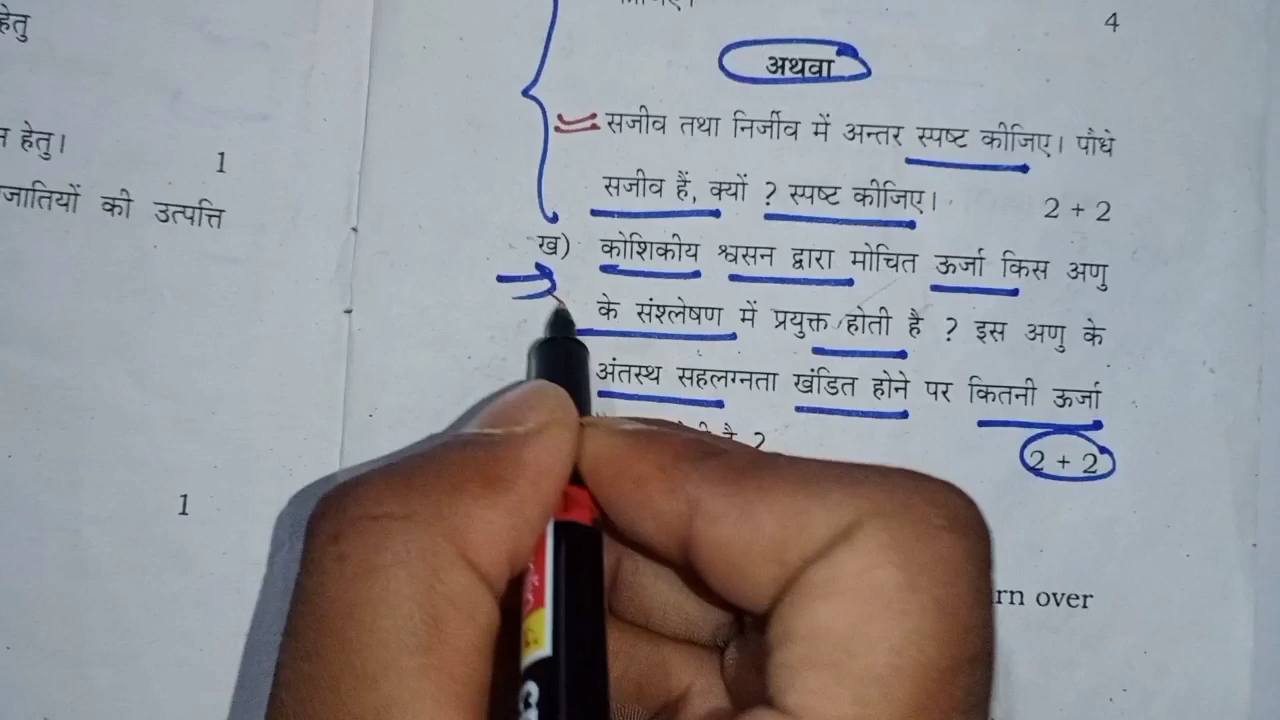 हेतु
हेतु।
1
जातियों की उत्पत्ति
1
4
अथवा
सजीव तथा निर्जीव में अन्तर स्पष्ट कीजिए। पौधे
सजीव हैं, क्यों ? स्पष्ट कीजिए।
2 + 2
ख) कोशिकीय श्वसन द्वारा मोचित ऊर्जा किस अणु
के संश्लेषण में प्रयुक्त होती है ? इस अणु के
अंतस्थ सहलग्नता खंडित होने पर कितनी ऊर्जा
है ?
2 + 2
rn over